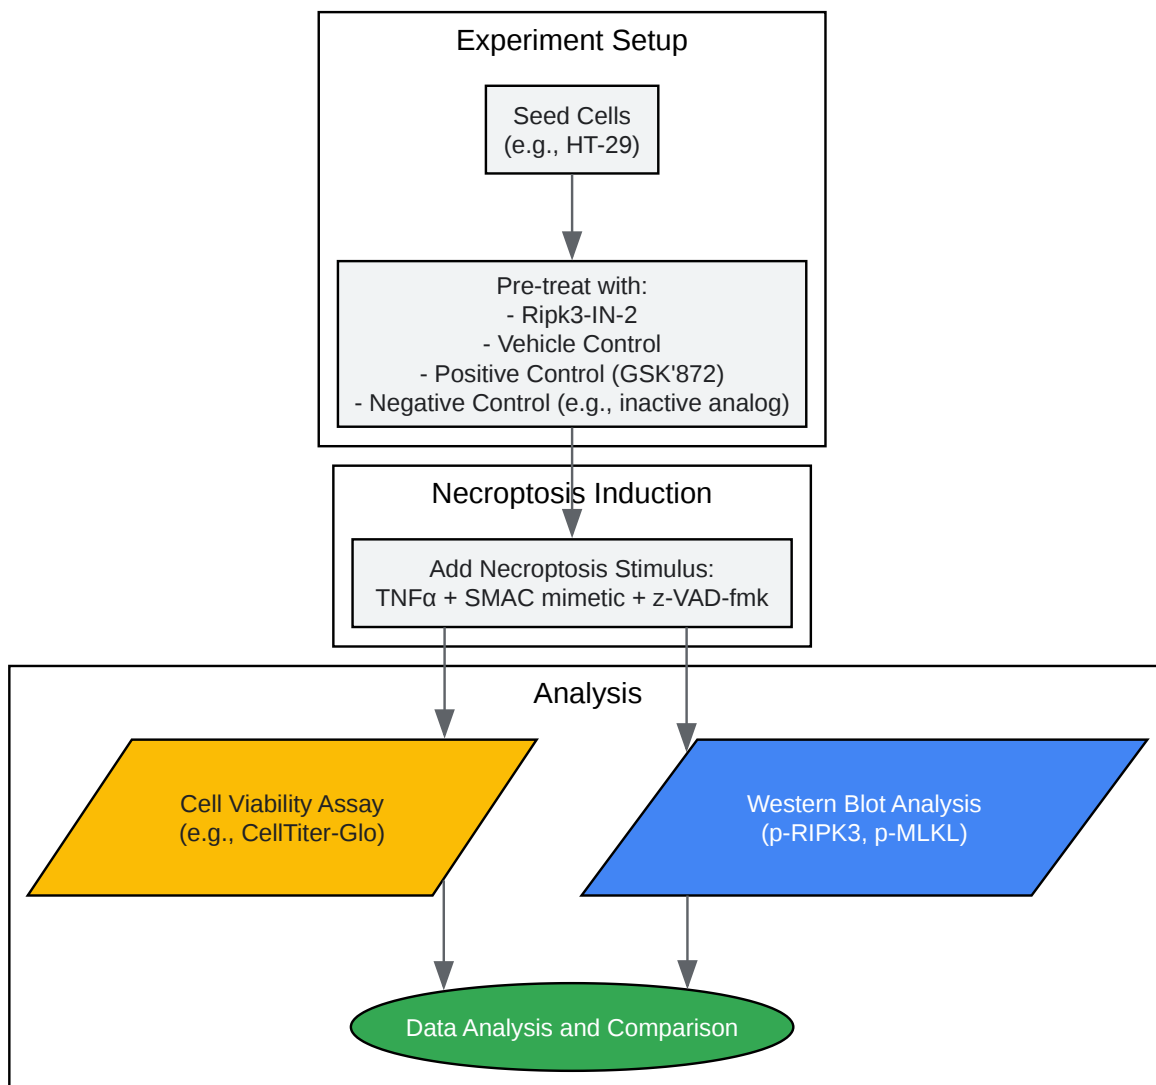 Experiment Setup
Seed Cells
(e.g., HT-29)
Pre-treat with:
- Ripk3-IN-2
- Vehicle Control
- Positive Control (GSK'872)
- Negative Control (e.g., inactive analog)
Necroptosis Induction
Add Necroptosis Stimulus:
TNFα + SMAC mimetic + z-VAD-fmk
Analysis
Cell Viability Assay
(e.g., CellTiter-Glo)
Western Blot Analysis
(p-RIPK3, p-MLKL)
Data Analysis and Comparison